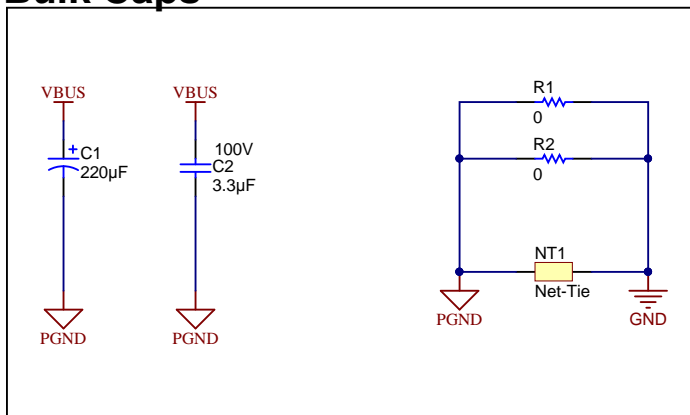 Bulk Caps
VBUS
+
C1
220µF
PGND
VBUS
100V
C2
3.3µF
PGND
R1
0
R2
0
NT1
Net-Tie
PGND
GND